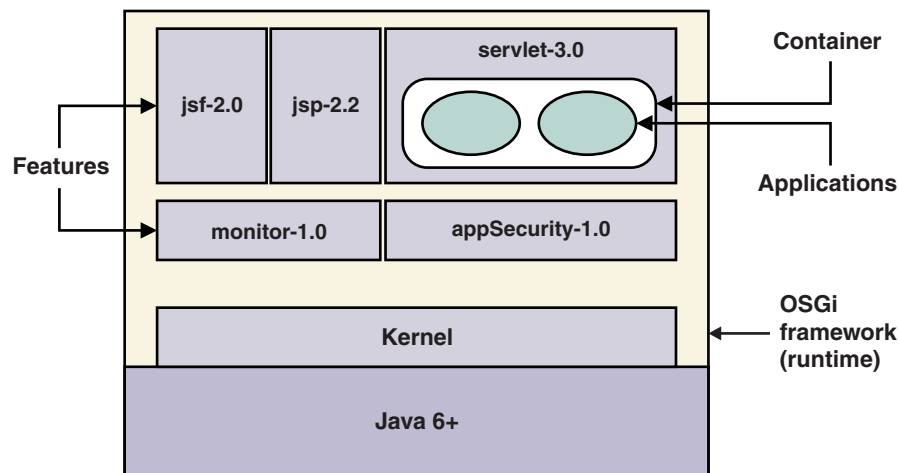 servlet-3.0
Container
jsf-2.0
jsp-2.2
Features
Applications
monitor-1.0
appSecurity-1.0
OSGi
framework
(runtime)
Kernel
Java 6+